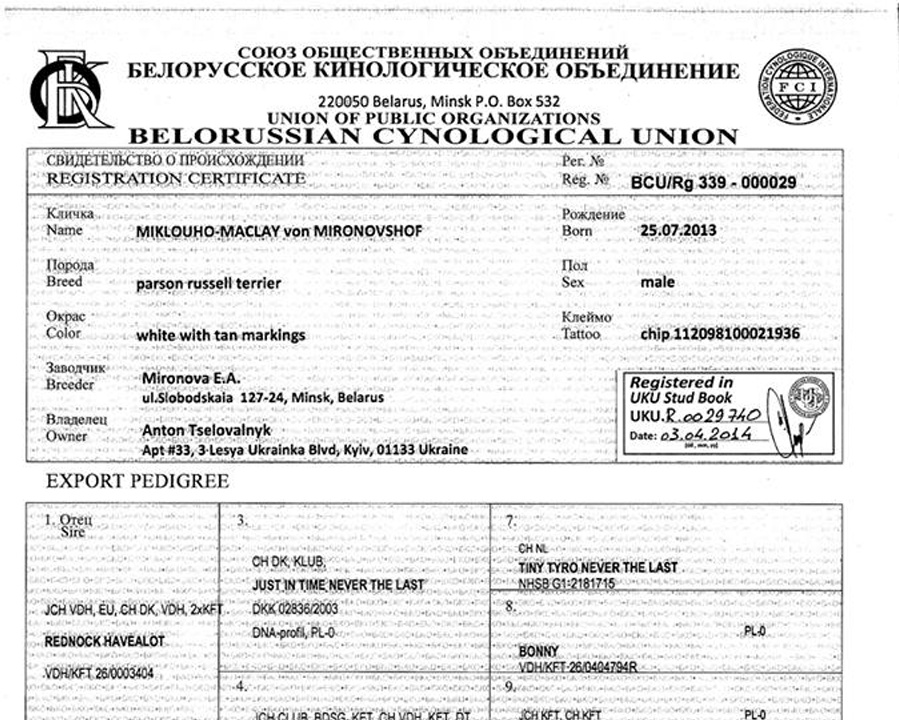 СОЮЗ ОБЩЕСТВЕННЫХ ОБЪЕДИНЕНИЙ
БЕЛОРУССКОЕ КИНОЛОГИЧЕСКОЕ ОБЪЕДИНЕНИЕ
220050 Belarus, Minsk P.O. Box 532
UNION OF PUBLIC ORGANIZATIONS
BELORUSSIAN CYNOLOGICAL UNION
FEDERATION CYNOLOGIQUE INTERNATIONALE
FCI
СВИДЕТЕЛЬСТВО О ПРОИСХОЖДЕНИИ
REGISTRATION CERTIFICATE
Рег. №
Reg. № BCU/Rg 339 - 000029
Кличка
Name MIKLOUHO-MACLAY von MIRONOVSHOF
Рождение
Born 25.07.2013
Порода
Breed parson russell terrier
Пол
Sex male
Окрас
Color white with tan markings
Клеймо
Tattoo chip 112098100021936
Заводчик
Breeder
Mironova E.A.
ul.Slobodskaia 127-24, Minsk, Belarus
Владелец
Owner
Anton Tselovalnyk
Apt #33, 3-Lesya Ukrainka Blvd, Kyiv, 01133 Ukraine
Registered in
UKU Stud Book
UKU.R.0029740
Date: 03.04.2014
EXPORT PEDIGREE
1. Отец
Sire
JCH VDH, EU, CH DK, VDH, 2xKFT
REDNOCK HAVEALOT
VDH/KFT 26/0003404
3.
CH DK, KLUB,
JUST IN TIME NEVER THE LAST
DKK 02836/2003
DNA-profil, PL-0
4.
JCH CLUB, BDSG, KFT, CH VDH, KFT, DT
7.
CH NL
TINY TYRO NEVER THE LAST
NHSB G1-2181715
8.
PL-0
BONNY
VDH/KFT 26/0404794R
9.
JCH KFT, CH KFT PL-0